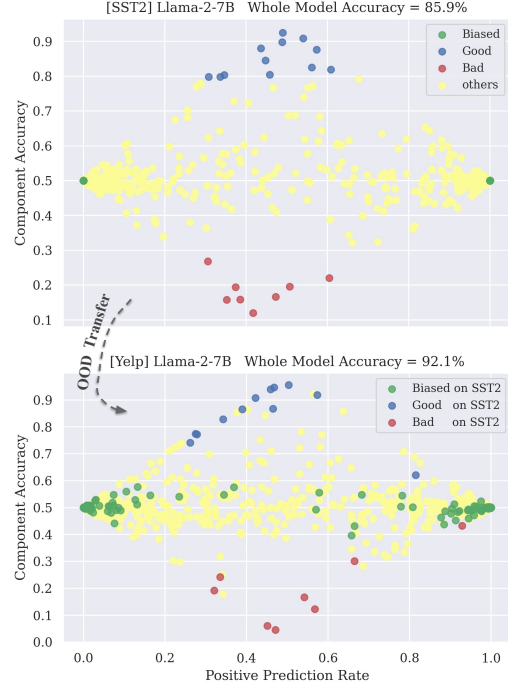 [SST2] Llama-2-7B   Whole Model Accuracy = 85.9%
Component Accuracy
0.9
0.8
0.7
0.6
0.5
0.4
0.3
0.2
0.1
Biased
Good
Bad
others
OOD Transfer
[Yelp] Llama-2-7B   Whole Model Accuracy = 92.1%
Component Accuracy
0.9
0.8
0.7
0.6
0.5
0.4
0.3
0.2
0.1
0.0
Biased on SST2
Good   on SST2
Bad    on SST2
0.0 0.2 0.4 0.6 0.8 1.0
Positive Prediction Rate